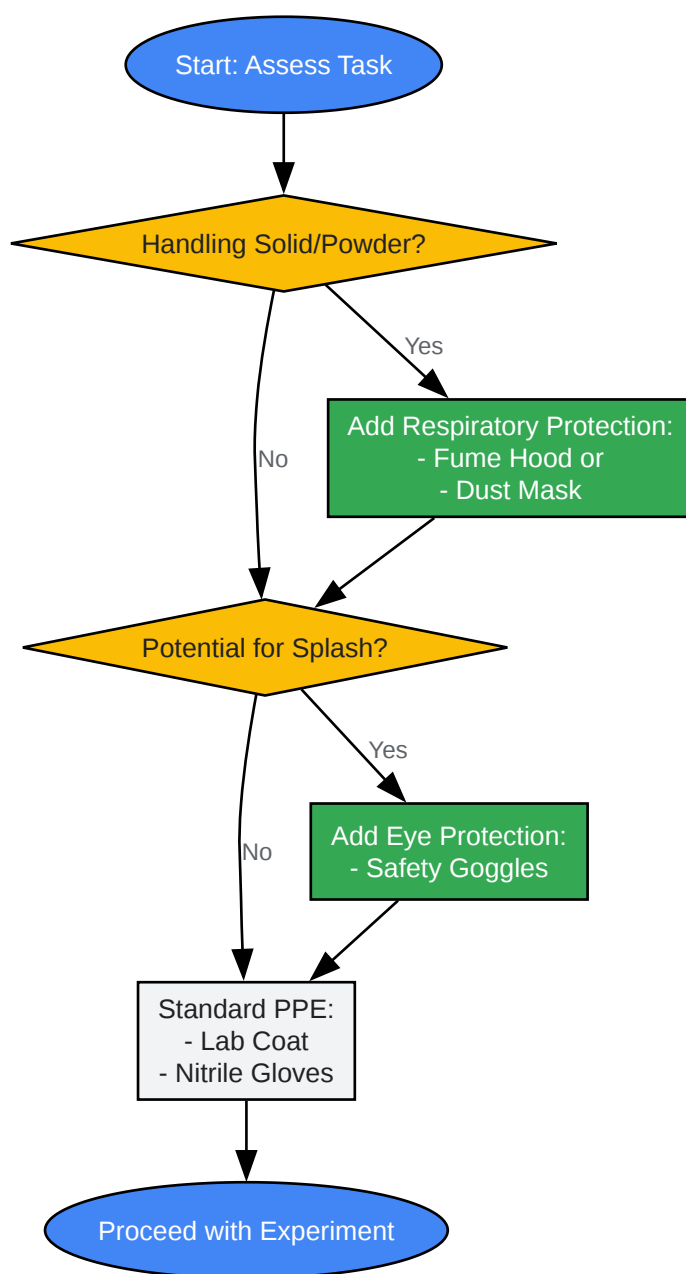 Start: Assess Task
Handling Solid/Powder?
Yes
Add Respiratory Protection:
- Fume Hood or
- Dust Mask
No
Potential for Splash?
Yes
Add Eye Protection:
- Safety Goggles
No
Standard PPE:
- Lab Coat
- Nitrile Gloves
Proceed with Experiment